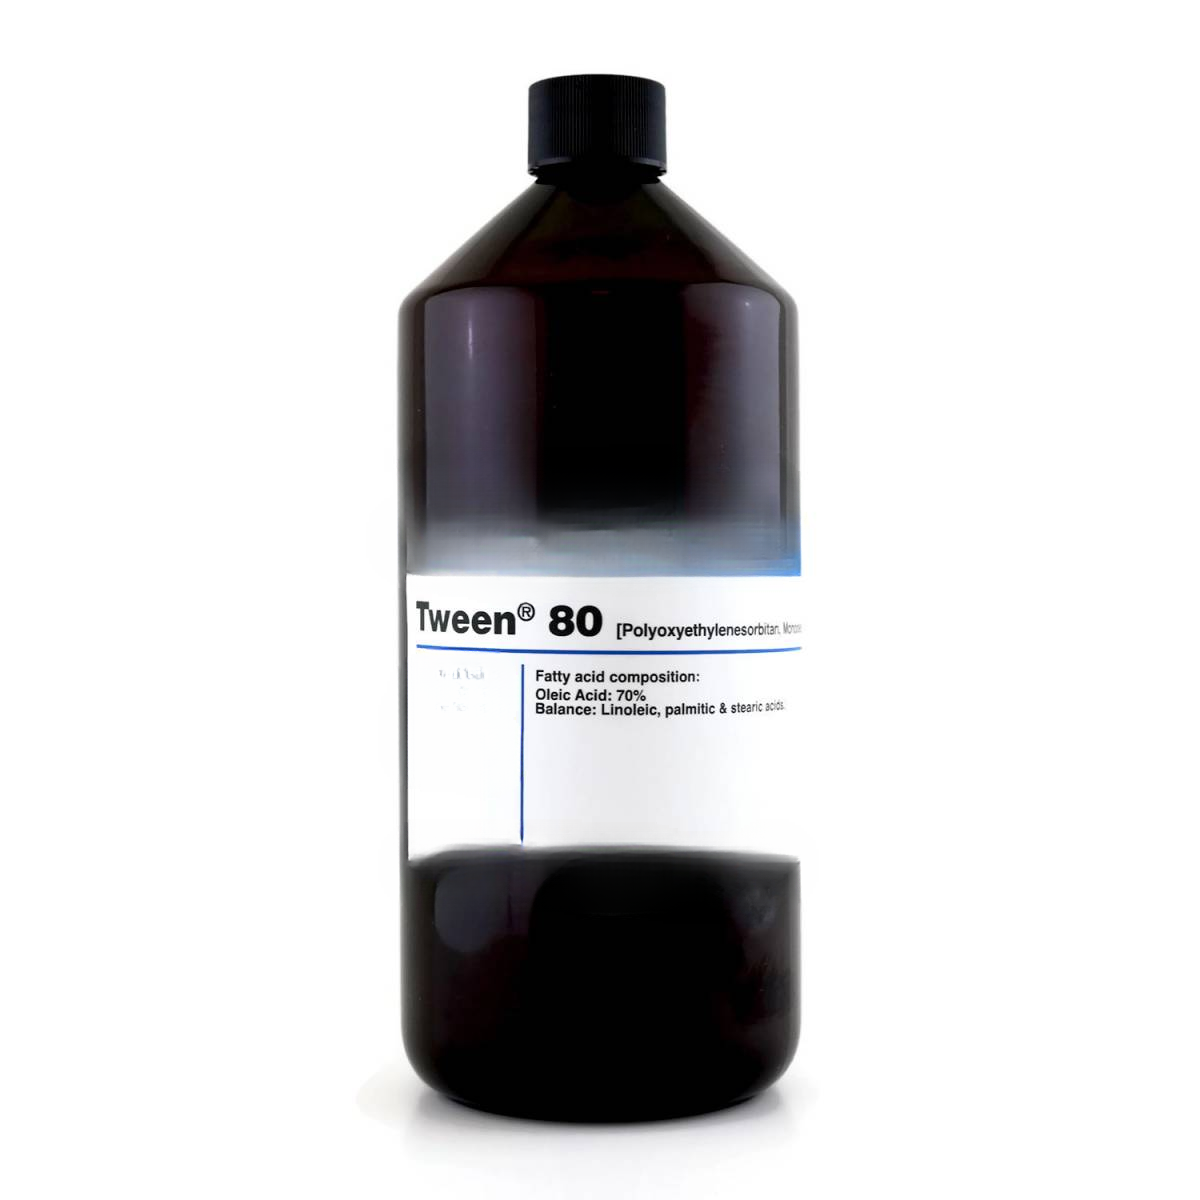 Tween® 80 [Polyoxyethylenesorbitan,
Fatty acid composition:
Oleic Acid: 70%
Balance: Linoleic, palmitic & stearic acids.